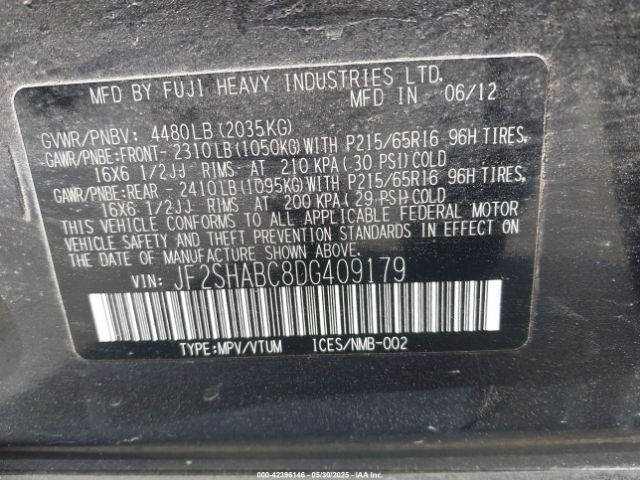 MFD BY FUJI HEAVY INDUSTRIES LTD.
MFD IN 06/12
GVWR/PNBV: 4480LB(2035KG)
GAWR/PNBE:FRONT-2310LB(1050KG)WITH P215/65R16 96H TIRES,
16X6 1/2JJ RIMS AT 210 KPA(30 PSI)COLD
GAWR/PNBE:REAR -2410LB(1095KG)WITH P215/65R16 96H TIRES,
16X6 1/2JJ RIMS AT 200 KPA(29 PSI)COLD
THIS VEHICLE CONFORMS TO ALL APPLICABLE FEDERAL MOTOR
VEHICLE SAFETY AND THEFT PREVENTION STANDARDS IN EFFECT ON
THE DATE OF MANUFACTURE SHOWN ABOVE.
VIN: JF2SHABC8DG409179
TYPE:MPV/VTUM ICES/NMB-002
000-42396146 - 05/30/2025 - IAAI.CA